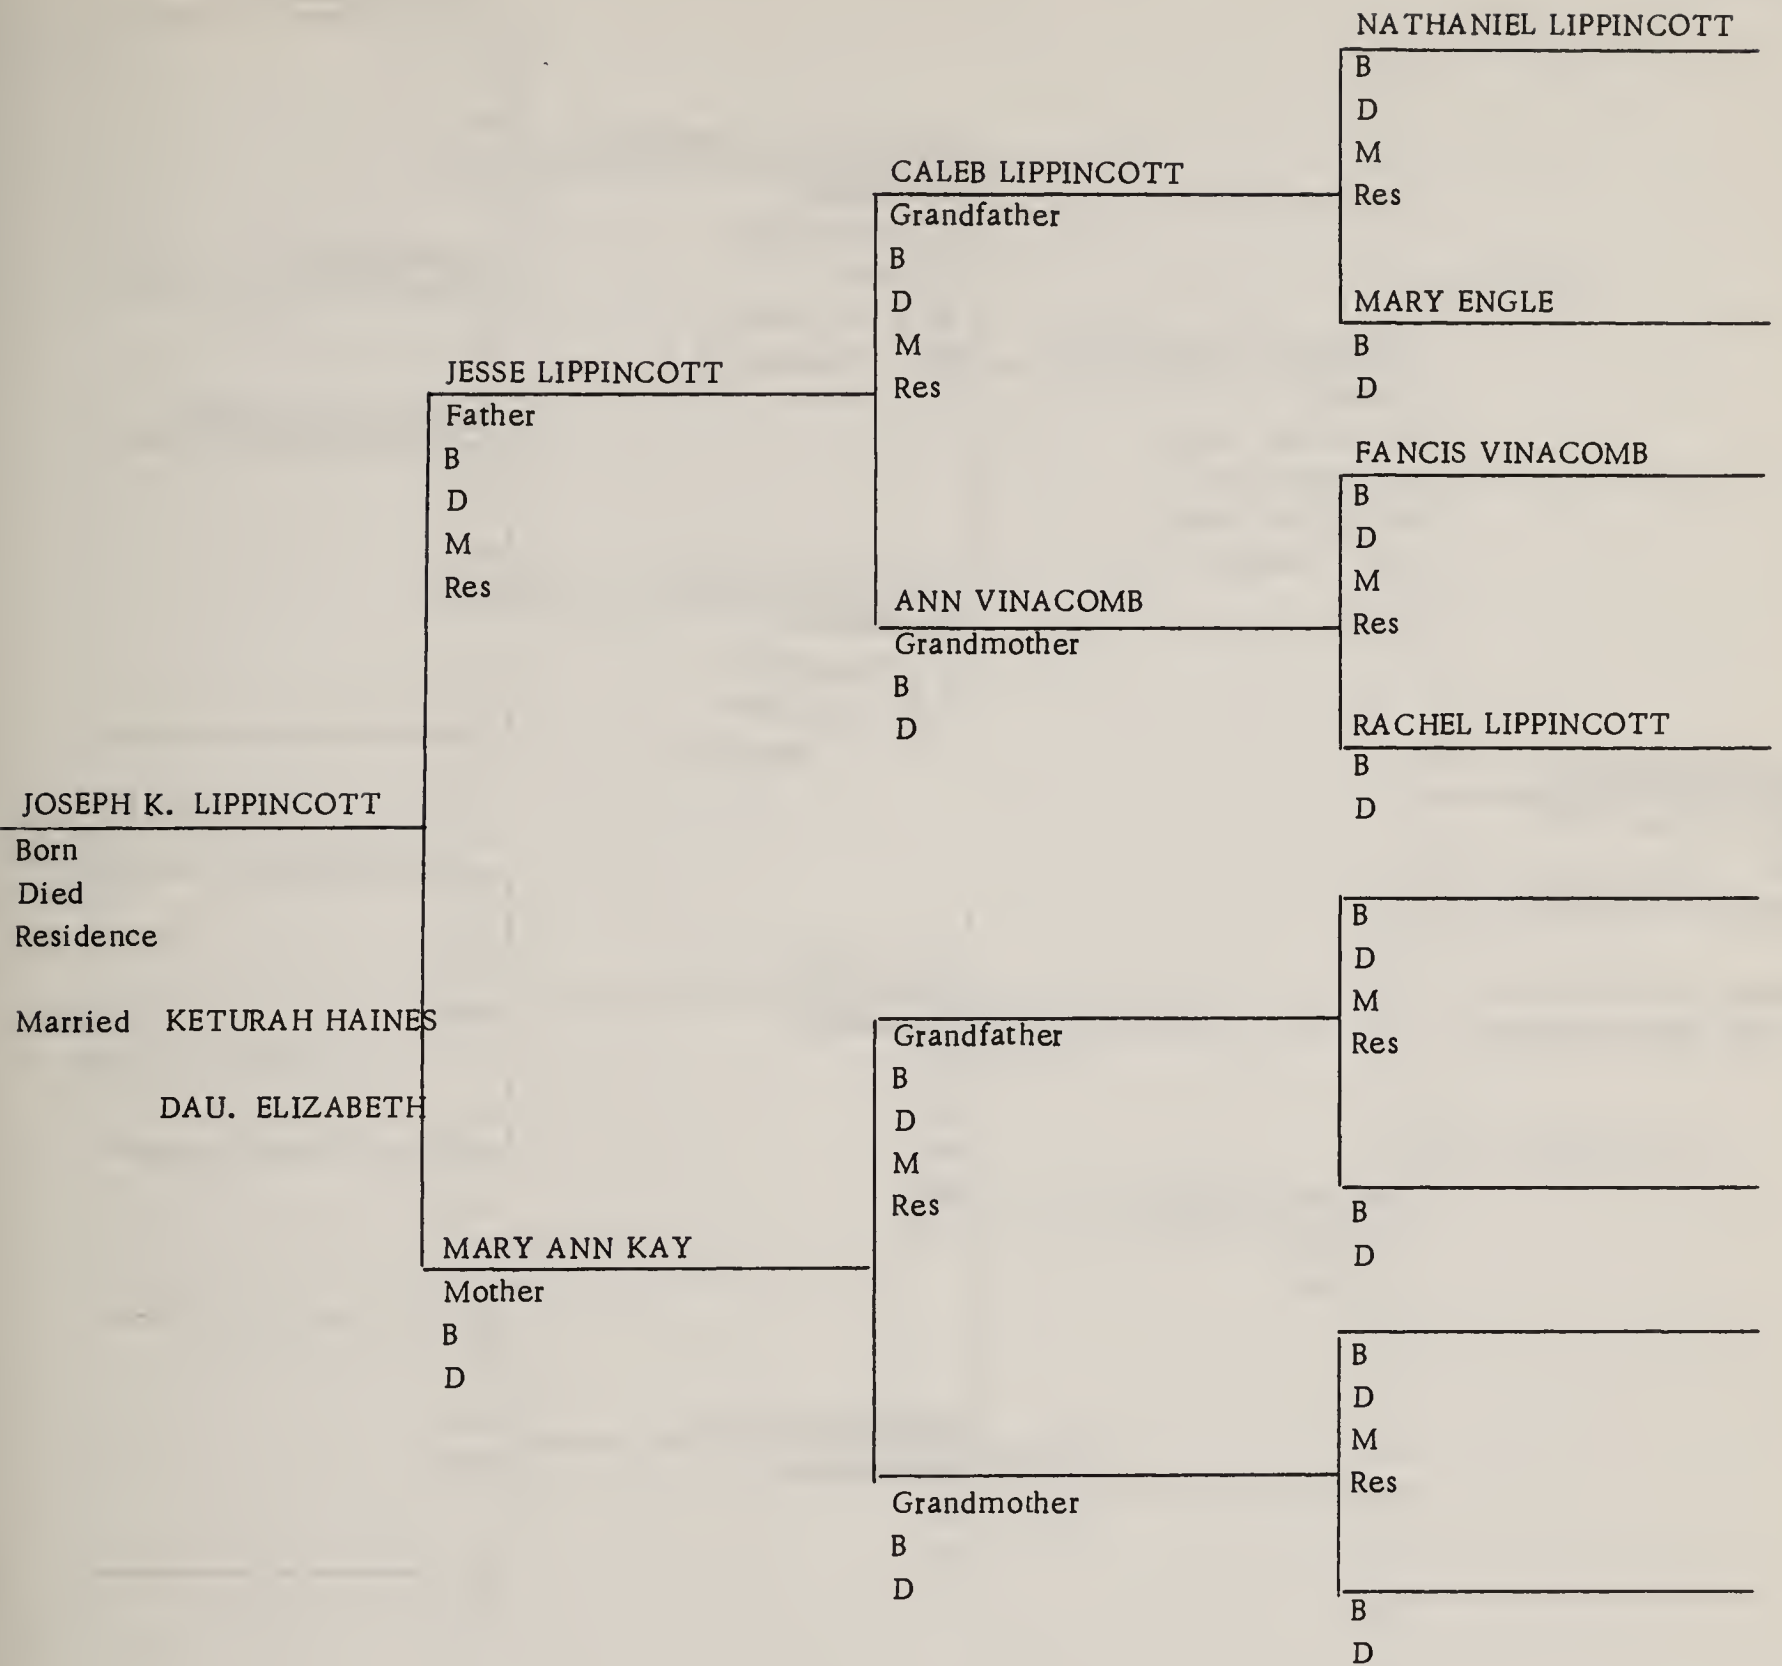 NATHANIEL LIPPINCOTT
B
D
M
Res
MARY ENGLE
B
D
FANCIS VINACOMB
B
D
M
Res
RACHEL LIPPINCOTT
B
D
B
D
M
Res
B
D
B
D
M
Res
B
D
CALEB LIPPINCOTT
Grandfather
B
D
M
Res
ANN VINACOMB
Grandmother
B
D
Grandfather
B
D
M
Res
Grandmother
B
D
JESSE LIPPINCOTT
Father
B
D
M
Res
MARY ANN KAY
Mother
B
D
JOSEPH K. LIPPINCOTT
Born
Died
Residence
Married KETURAH HAINES
DAU. ELIZABETH